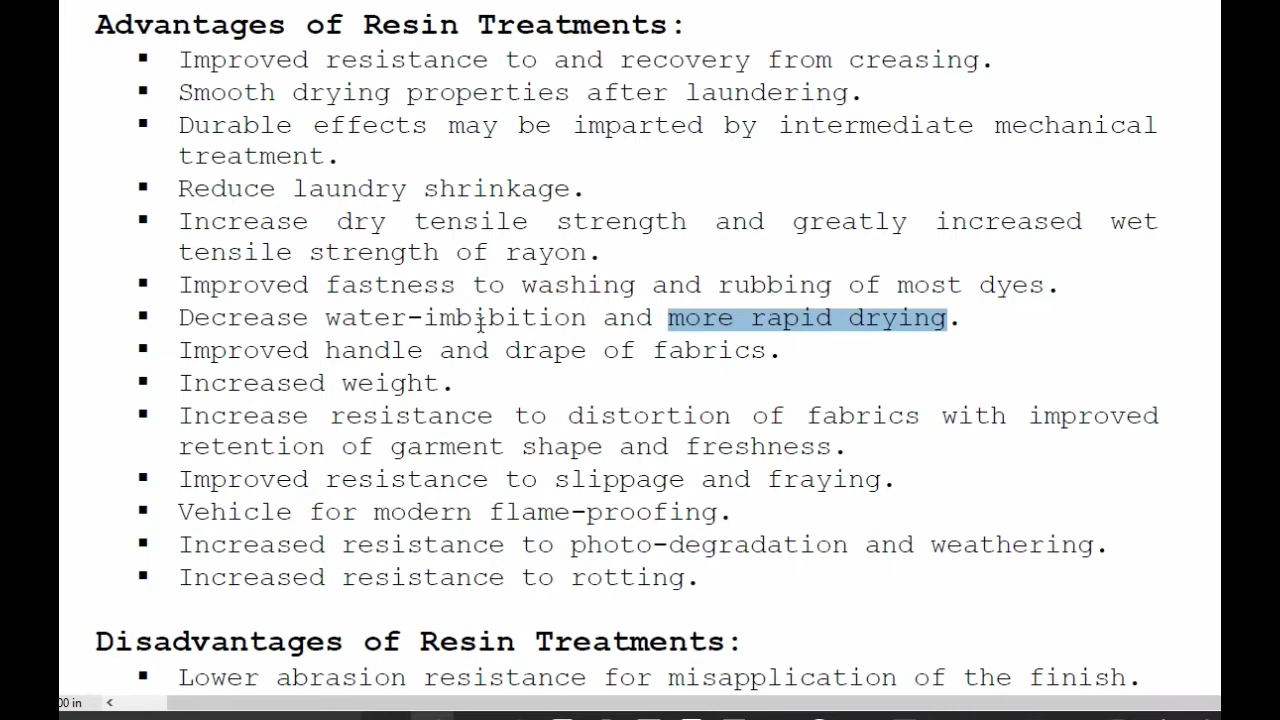 Advantages of Resin Treatments:
▪ Improved resistance to and recovery from creasing.
▪ Smooth drying properties after laundering.
▪ Durable effects may be imparted by intermediate mechanical
treatment.
▪ Reduce laundry shrinkage.
▪ Increase dry tensile strength and greatly increased wet
tensile strength of rayon.
▪ Improved fastness to washing and rubbing of most dyes.
▪ Decrease water-imbibition and more rapid drying.
▪ Improved handle and drape of fabrics.
▪ Increased weight.
▪ Increase resistance to distortion of fabrics with improved
retention of garment shape and freshness.
▪ Improved resistance to slippage and fraying.
▪ Vehicle for modern flame-proofing.
▪ Increased resistance to photo-degradation and weathering.
▪ Increased resistance to rotting.
Disadvantages of Resin Treatments:
▪ Lower abrasion resistance for misapplication of the finish.
00 in <